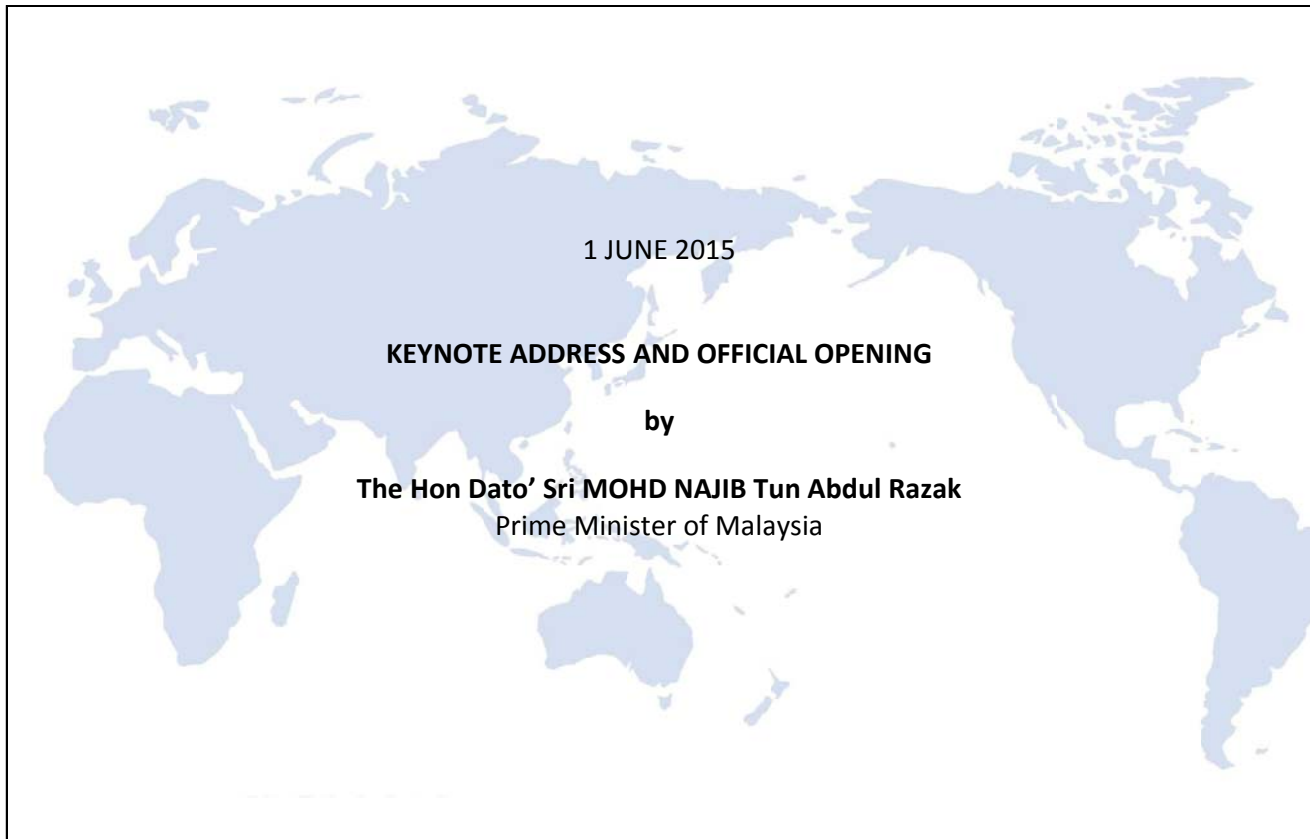 1 JUNE 2015
KEYNOTE ADDRESS AND OFFICIAL OPENING
by
The Hon Dato’ Sri MOHD NAJIB Tun Abdul Razak
Prime Minister of Malaysia